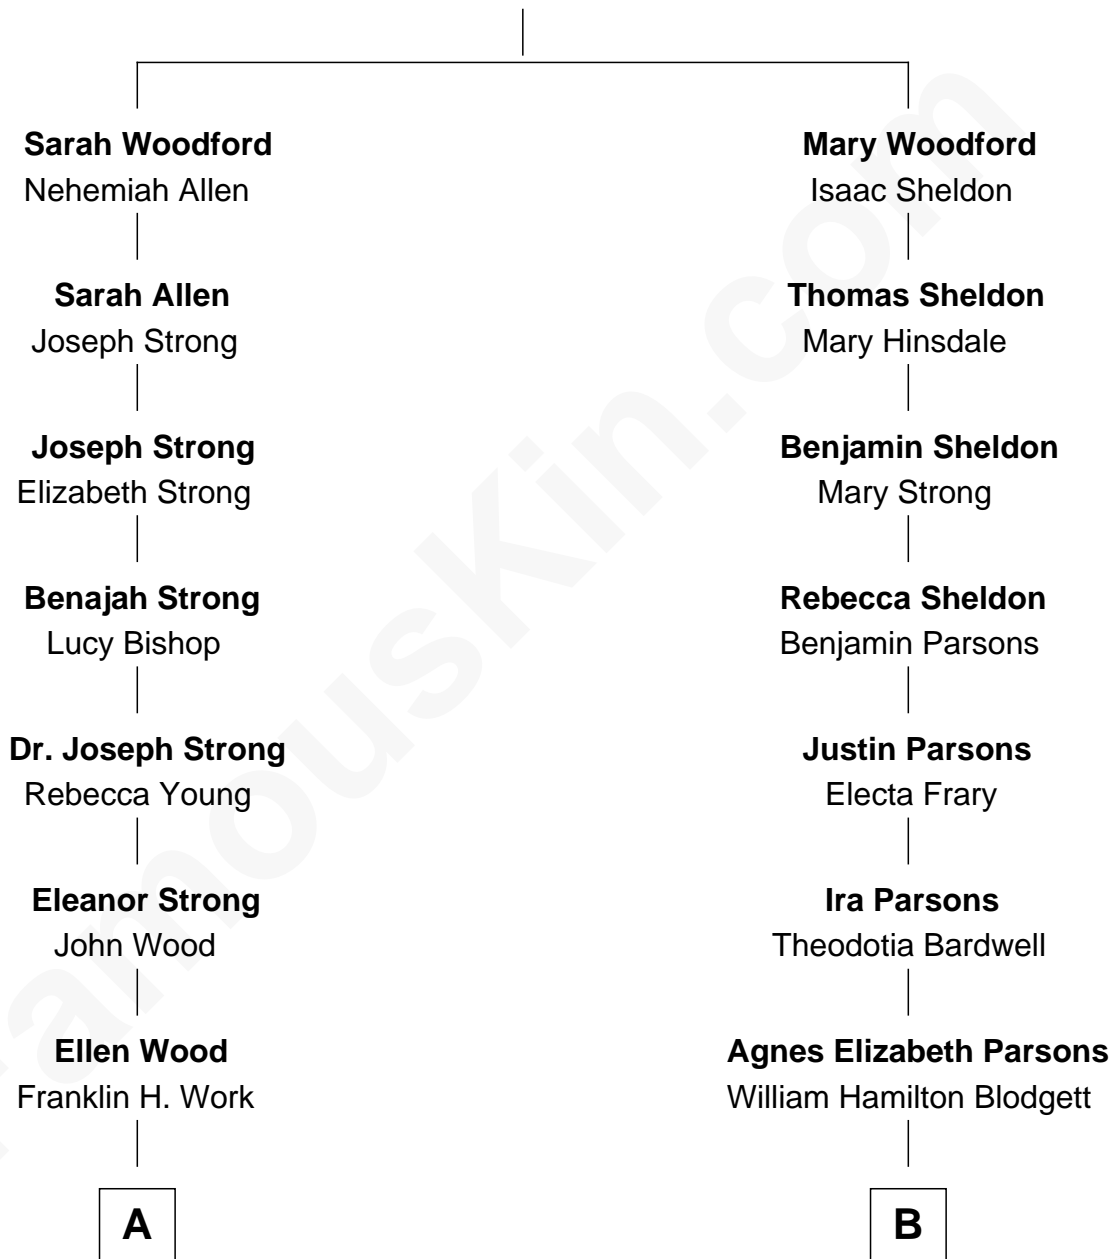 Sarah Woodford
Nehemiah Allen
Sarah Allen
Joseph Strong
Joseph Strong
Elizabeth Strong
Benajah Strong
Lucy Bishop
Dr. Joseph Strong
Rebecca Young
Eleanor Strong
John Wood
Ellen Wood
Franklin H. Work
A
Mary Woodford
Isaac Sheldon
Thomas Sheldon
Mary Hinsdale
Benjamin Sheldon
Mary Strong
Rebecca Sheldon
Benjamin Parsons
Justin Parsons
Electa Frary
Ira Parsons
Theodotia Bardwell
Agnes Elizabeth Parsons
William Hamilton Blodgett
B
FamousKin.com